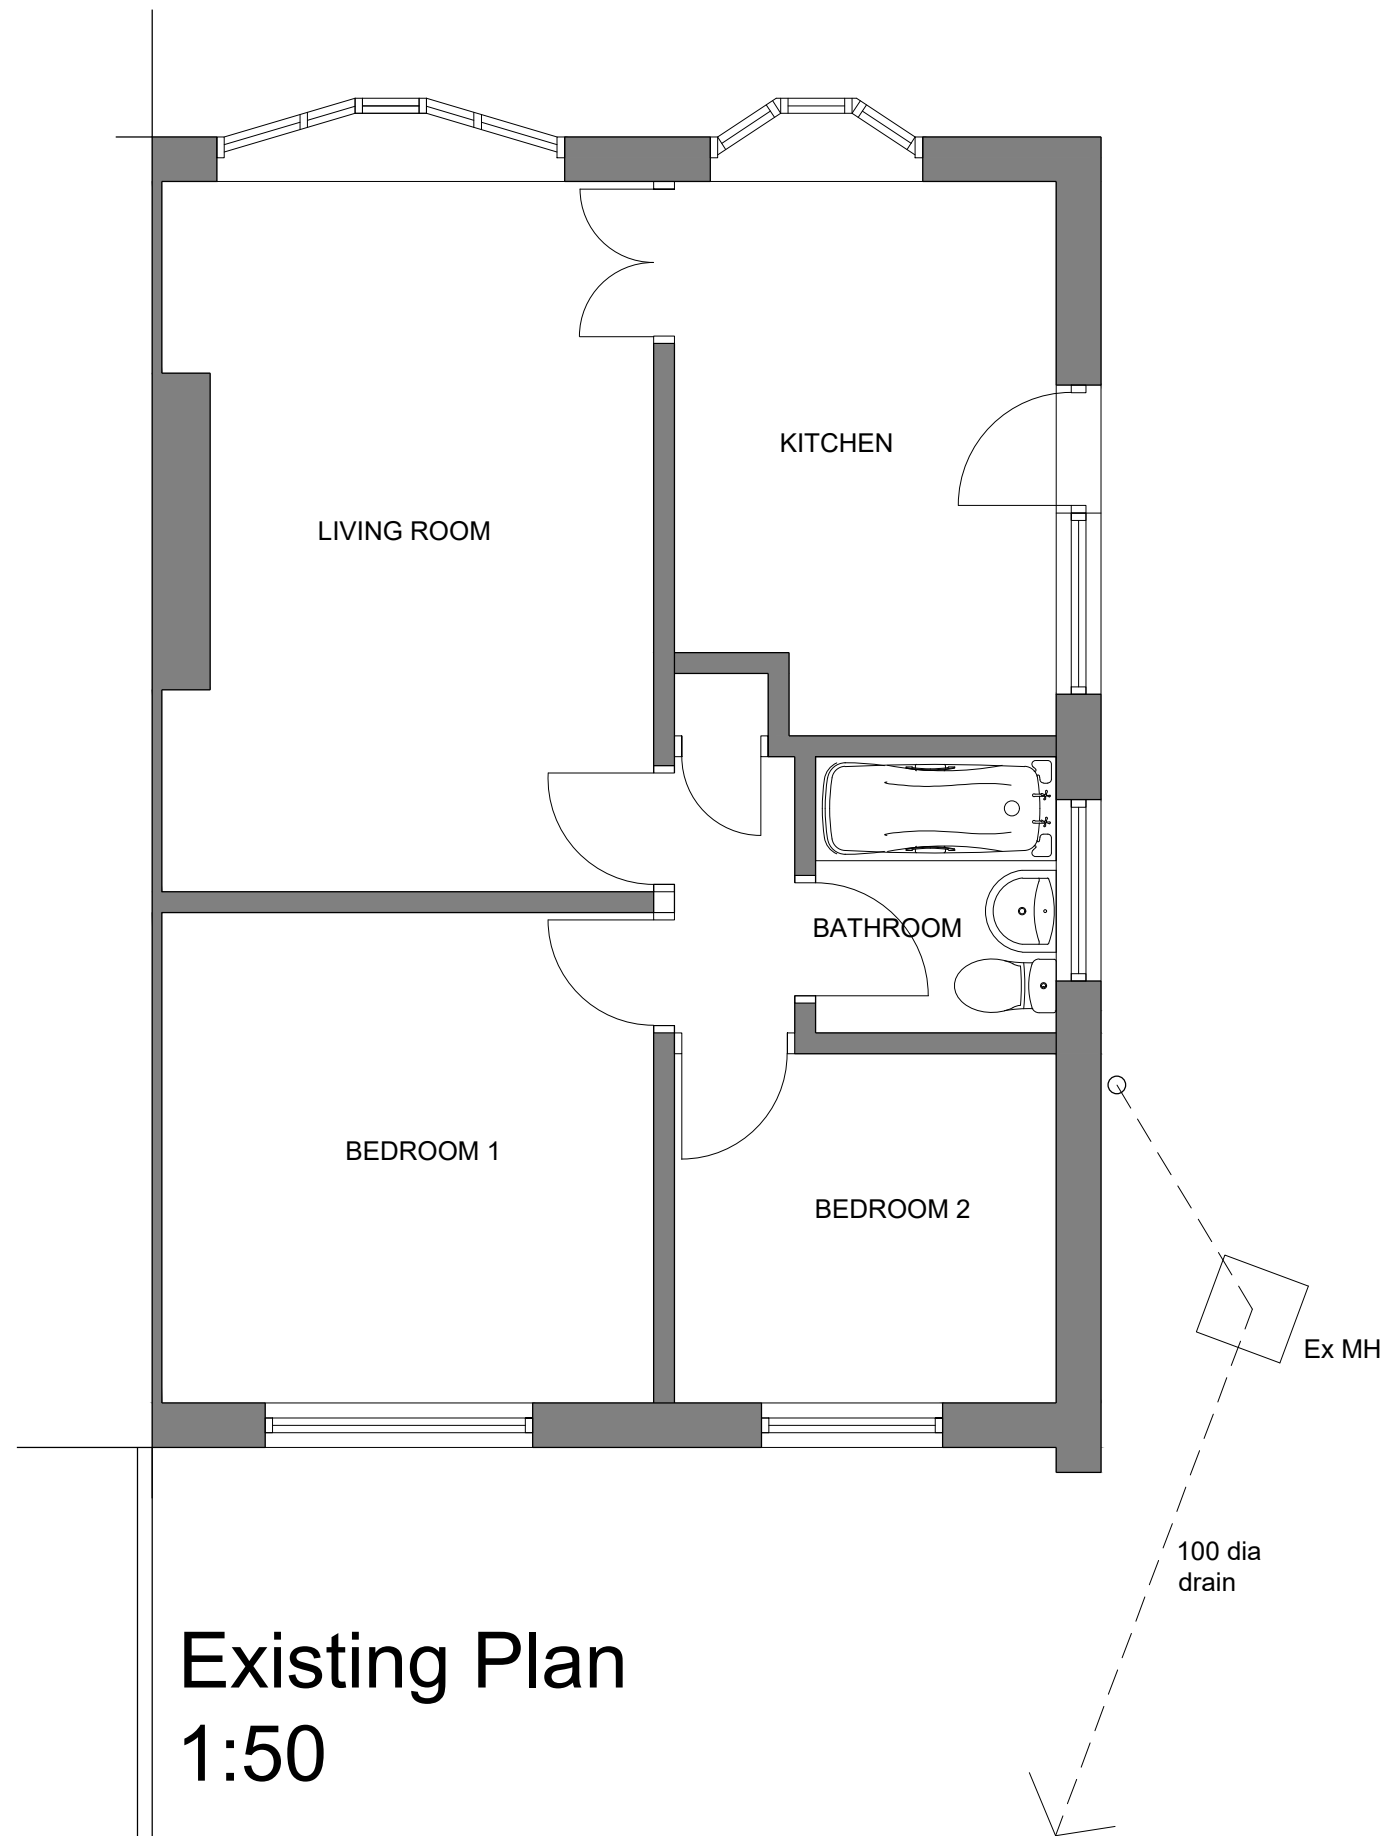 KITCHEN
LIVING ROOM
BATHROOM
BEDROOM 1
BEDROOM 2
Ex MH
100 dia
drain
Existing Plan
1:50